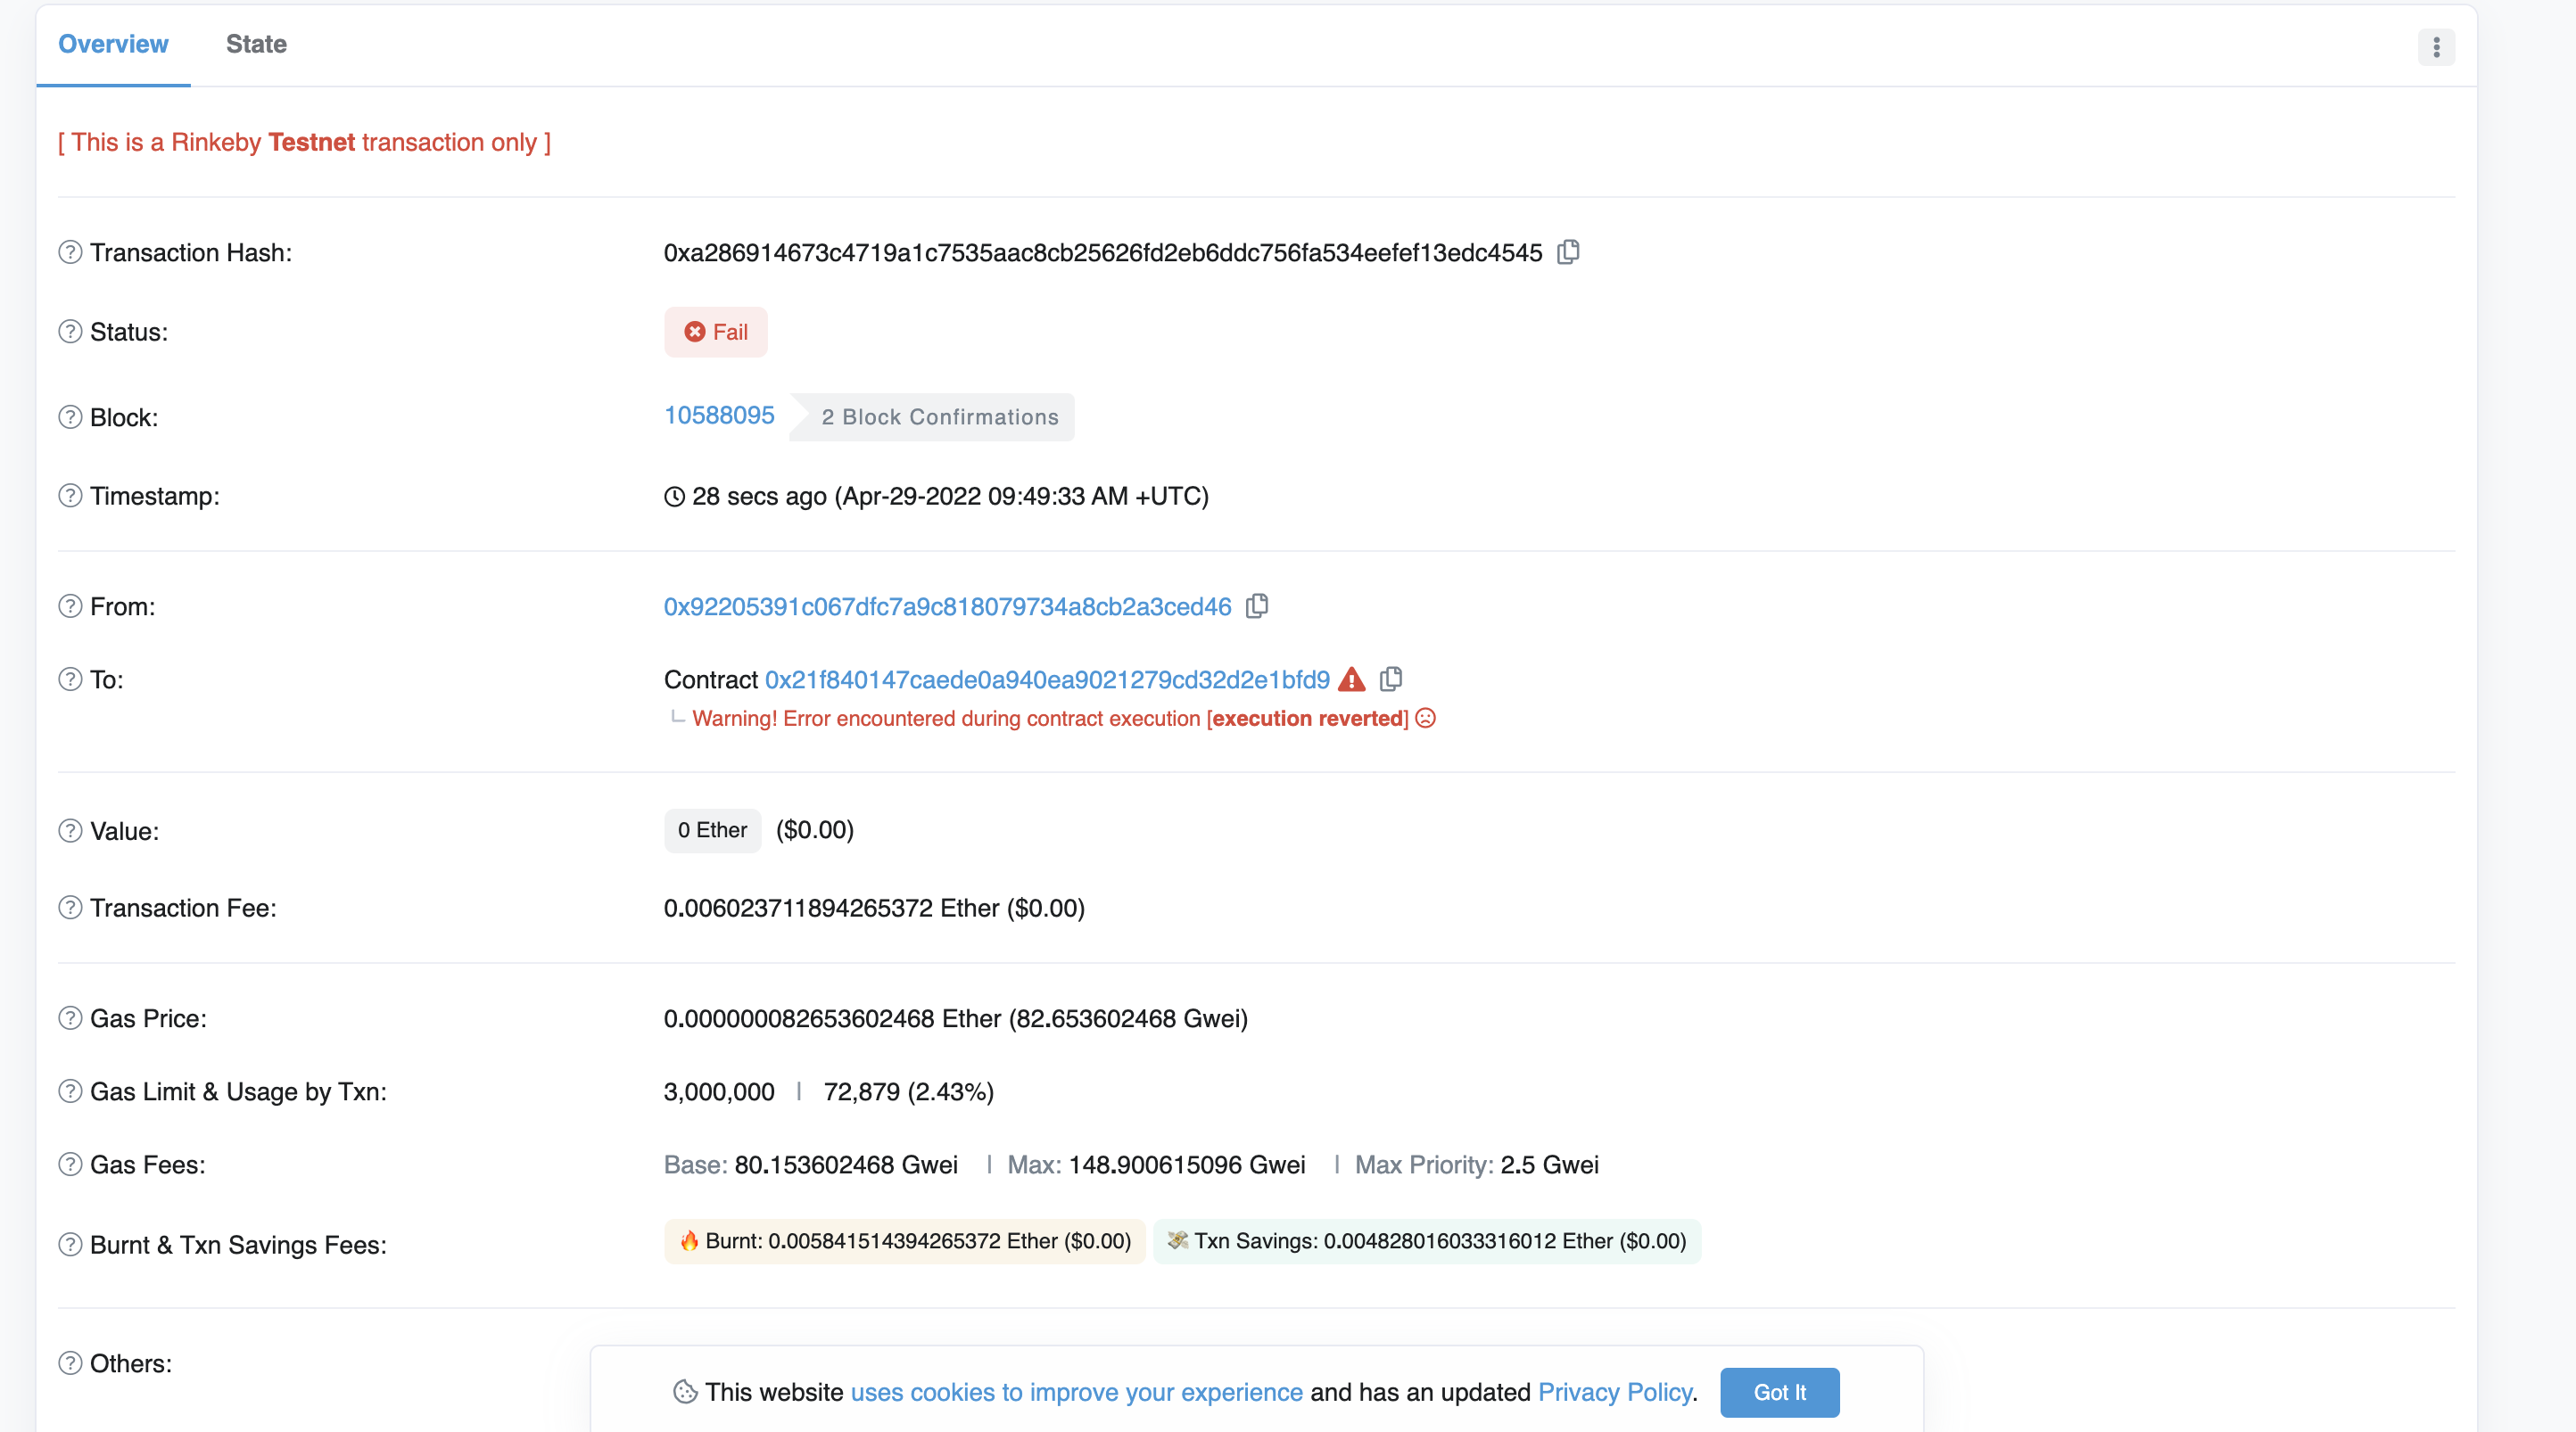 Overview State
[ This is a Rinkeby Testnet transaction only ]
Transaction Hash: 0xa286914673c4719a1c7535aac8cb25626fd2eb6ddc756fa534eefef13edc4545
Status: Fail
Block: 10588095 2 Block Confirmations
Timestamp: 28 secs ago (Apr-29-2022 09:49:33 AM +UTC)
From: 0x92205391c067dfc7a9c818079734a8cb2a3ced46
To: Contract 0x21f840147caede0a940ea9021279cd32d2e1bfd9
Warning! Error encountered during contract execution [execution reverted]
Value: 0 Ether ($0.00)
Transaction Fee: 0.006023711894265372 Ether ($0.00)
Gas Price: 0.000000082653602468 Ether (82.653602468 Gwei)
Gas Limit & Usage by Txn: 3,000,000 | 72,879 (2.43%)
Gas Fees: Base: 80.153602468 Gwei | Max: 148.900615096 Gwei | Max Priority: 2.5 Gwei
Burnt & Txn Savings Fees: Burnt: 0.005841514394265372 Ether ($0.00) Txn Savings: 0.004828016033316012 Ether ($0.00)
Others:
This website uses cookies to improve your experience and has an updated Privacy Policy. Got It